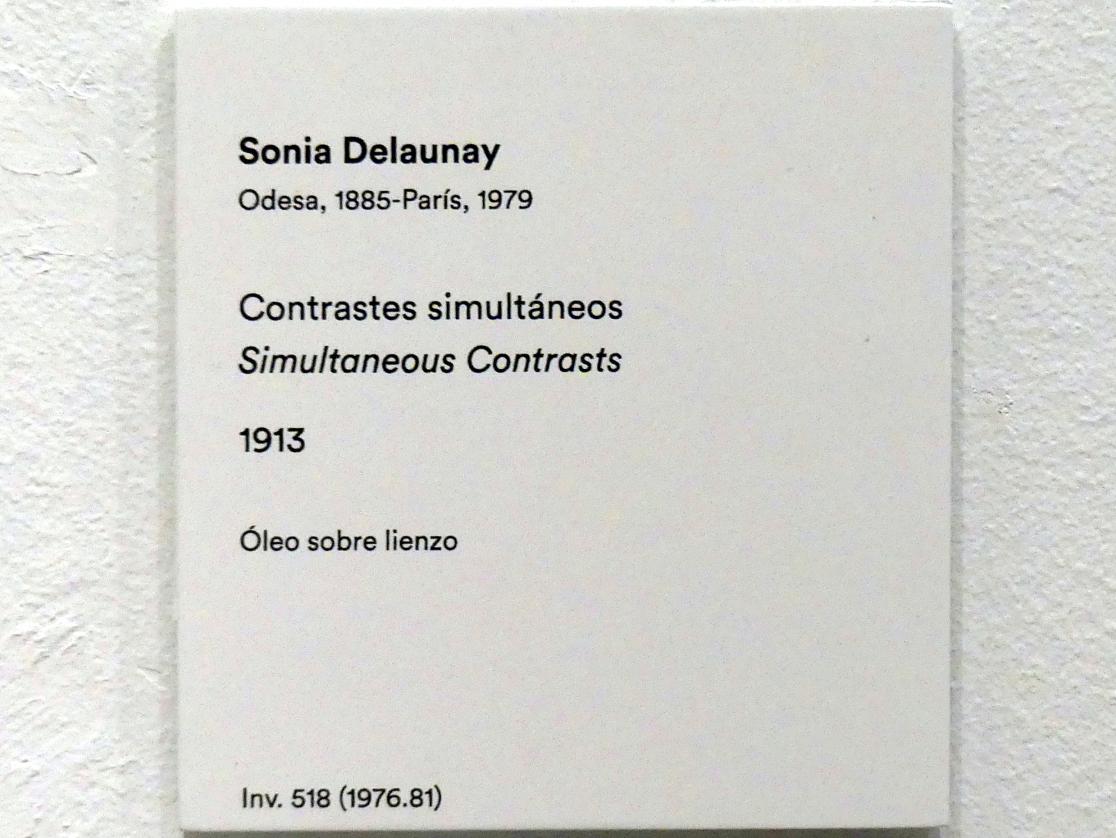 Sonia Delaunay
Odesa, 1885-París, 1979
Contrastes simultáneos
Simultaneous Contrasts
1913
Óleo sobre lienzo
Inv. 518 (1976.81)